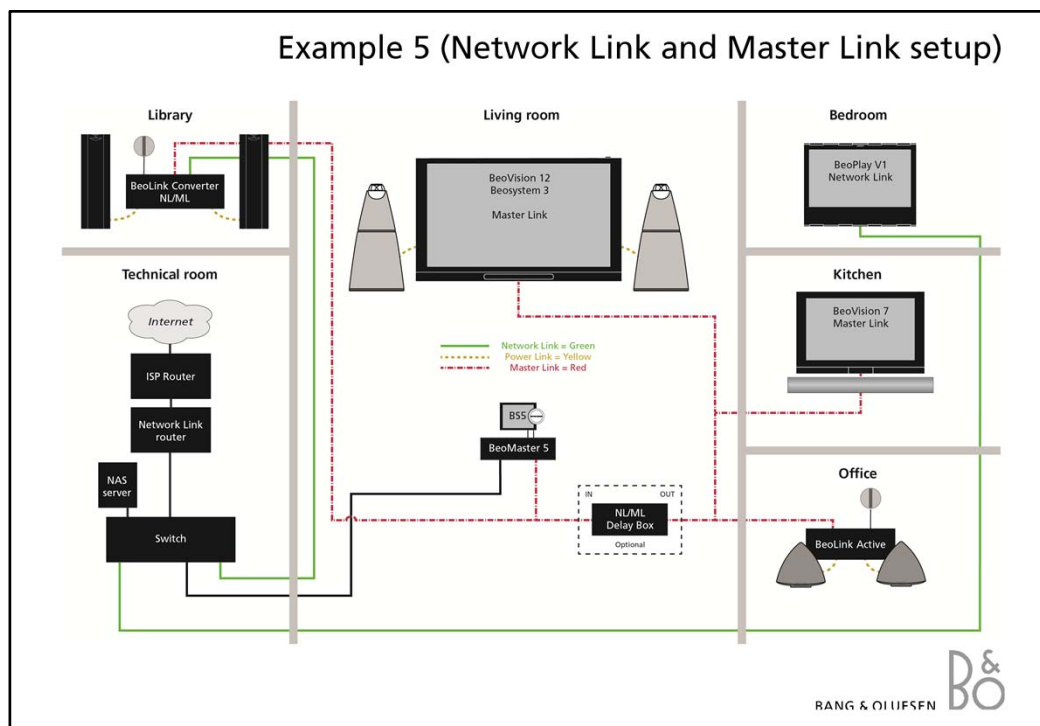 Example 5 (Network Link and Master Link setup)
Library
BeoLink Converter
NL/ML
Living room
BeoVision 12
Beosystem 3
Master Link
Bedroom
BeoPlay V1
Network Link
Technical room
Internet
ISP Router
Network Link
router
NAS
server
Switch
Network Link = Green
Power Link = Yellow
Master Link = Red
BS5
BeoMaster 5
IN
OUT
NL/ML
Delay Box
Optional
Kitchen
BeoVision 7
Master Link
Office
BeoLink Active
BANG & OLUFSEN
B&O